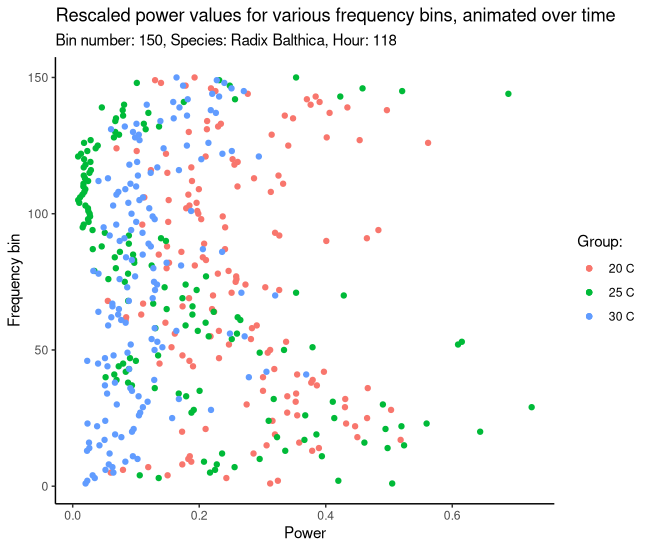 Rescaled power values for various frequency bins, animated over time
Bin number: 150, Species: Radix Balthica, Hour: 118
150
100
50
0
Frequency bin
0.0 0.2 0.4 0.6
Power
Group:
20 C
25 C
30 C